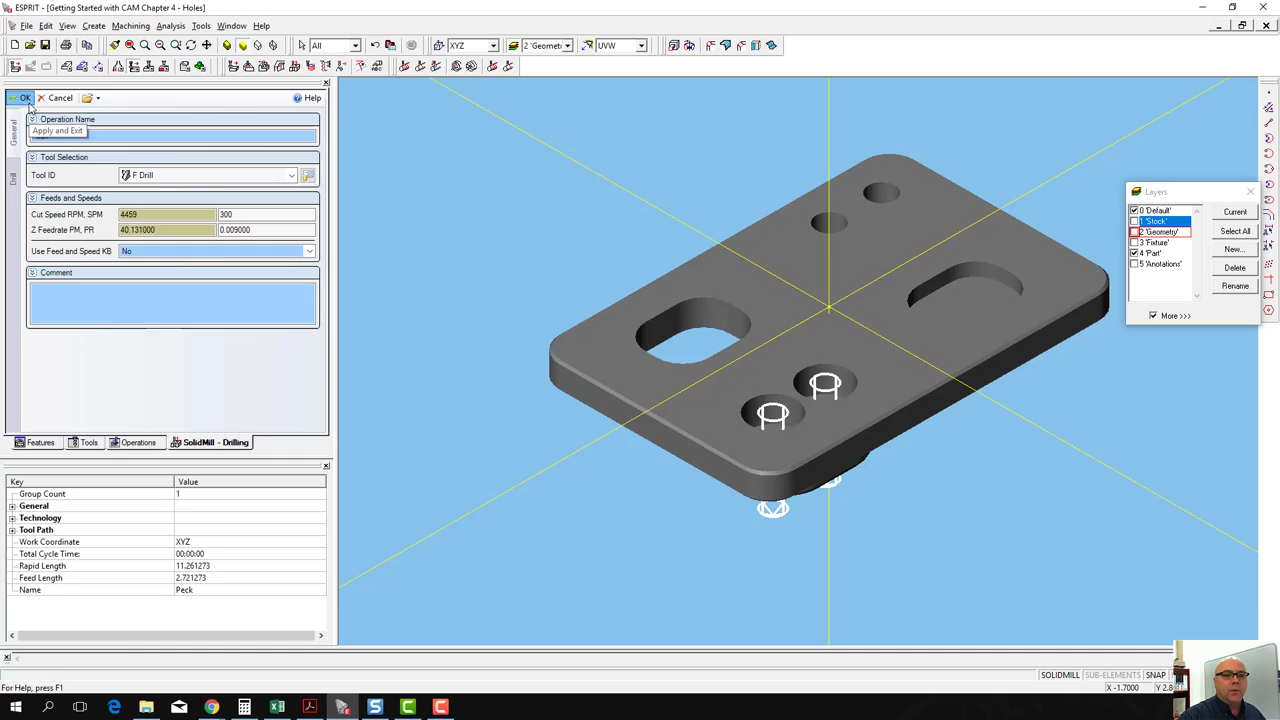 ESPRIT - [Getting Started with CAM Chapter 4 - Holes]
File Edit View Create Machining Analysis Tools Window Help
All
XYZ
2 'Geometr
UVW
OK Cancel Help
General
Drill
Operation Name
Apply and Exit
Tool Selection
Tool ID F Drill
Feeds and Speeds
Cut Speed RPM, SPM 4459 300
Z Feedrate PM, PR 40.131000 0.009000
Use Feed and Speed KB No
Comment
Features Tools Operations SolidMill - Drilling
Key Value
Group Count 1
General
Technology
Tool Path
Work Coordinate XYZ
Total Cycle Time: 00:00:00
Rapid Length 11.261273
Feed Length 2.721273
Name Peck
Layers
0 'Default'
1 'Stock'
2 'Geometry'
3 'Fixture'
4 'Part'
5 'Anotations'
Current
Select All
New...
Delete
Rename
More >>>
For Help, press F1
SOLIDMILL SUB-ELEMENTS SNAP
X -1.7000 Y 2.8